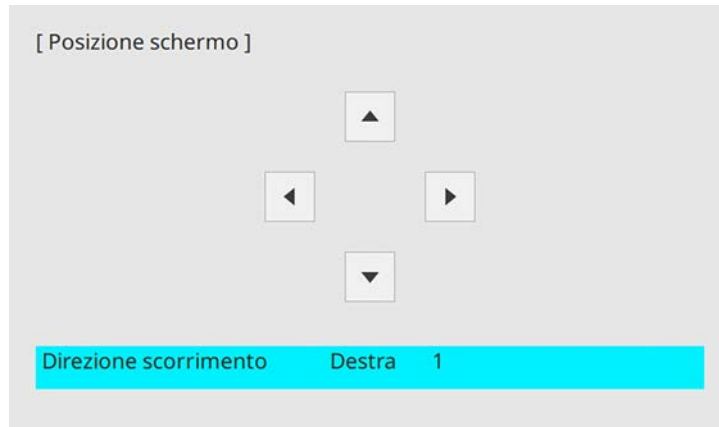 [ Posizione schermo ]
Direzione scorrimento Destra 1